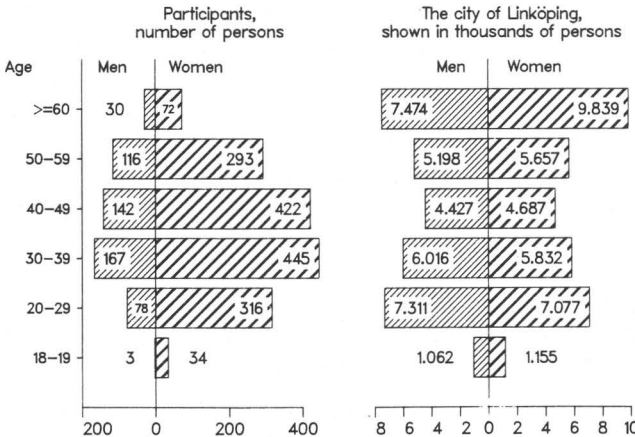 Participants,
number of persons
The city of Linköping,
shown in thousands of persons
Age Men Women Men Women
>=60 30 72 7.474 9.839
50-59 116 293 5.198 5.657
40-49 142 422 4.427 4.687
30-39 167 445 6.016 5.832
20-29 78 316 7.311 7.077
18-19 3 34 1.062 1.155
200 0 200 400 8 6 4 2 0 2 4 6 8 10